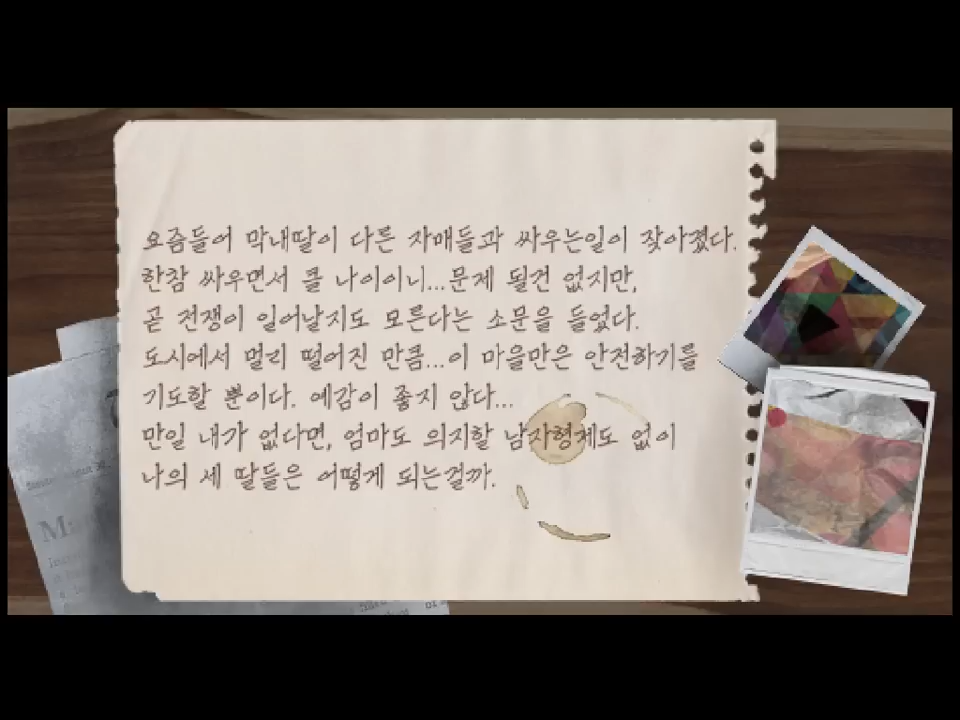 요즘들어 막내딸이 다른 자매들과 싸우는일이 잦아졌다.
한참 싸우면서 클 나이이니...문제 될건 없지만,
곧 전쟁이 일어날지도 모른다는 소문을 들었다.
도시에서 멀리 떨어진 만큼...이 마을만은 안전하기를
기도할 뿐이다. 예감이 좋지 않다...
만일 내가 없다면, 엄마도 의지할 남자형제도 없이
나의 세 딸들은 어떻게 되는걸까.